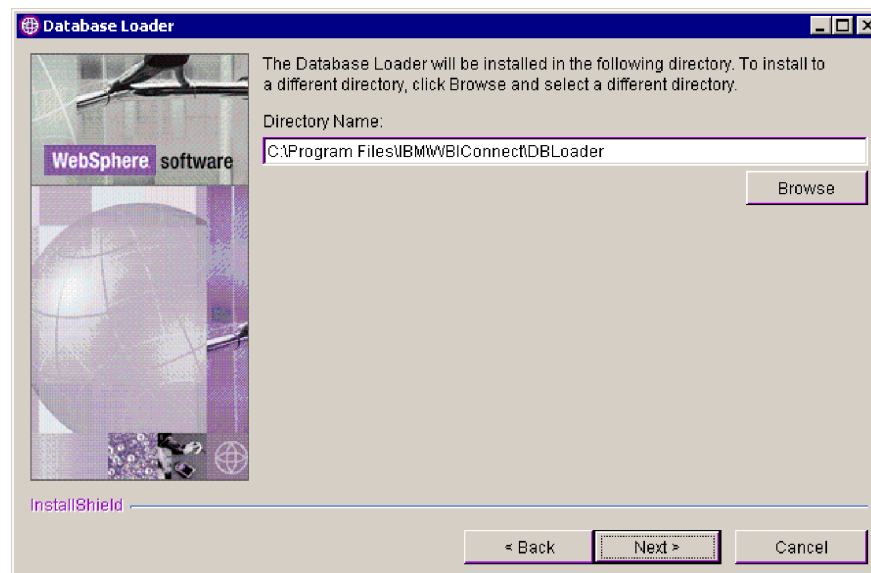 Database Loader
The Database Loader will be installed in the following directory. To install to
a different directory, click Browse and select a different directory.
Directory Name:
C:\Program Files\IBM\WBIConnect\DBLoader
Browse
WebSphere software
InstallShield
< Back
Next >
Cancel